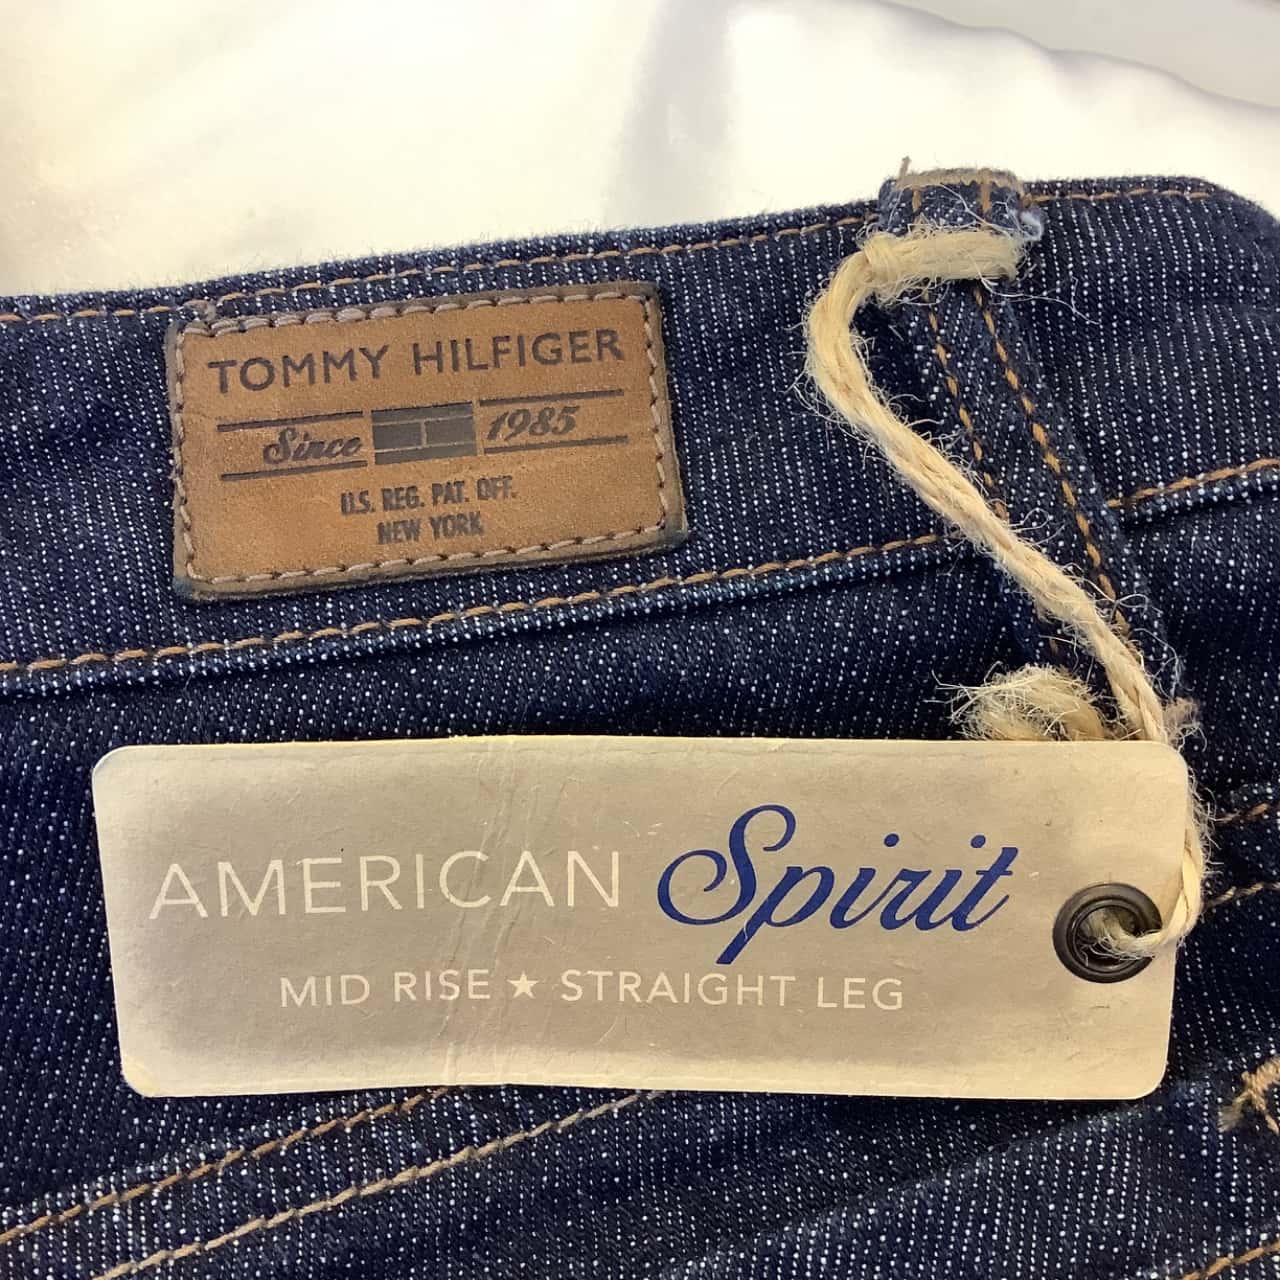 TOMMY HILFIGER
Since 1985
U.S. REG. PAT. OFF.
NEW YORK
AMERICAN Spirit
MID RISE ★ STRAIGHT LEG